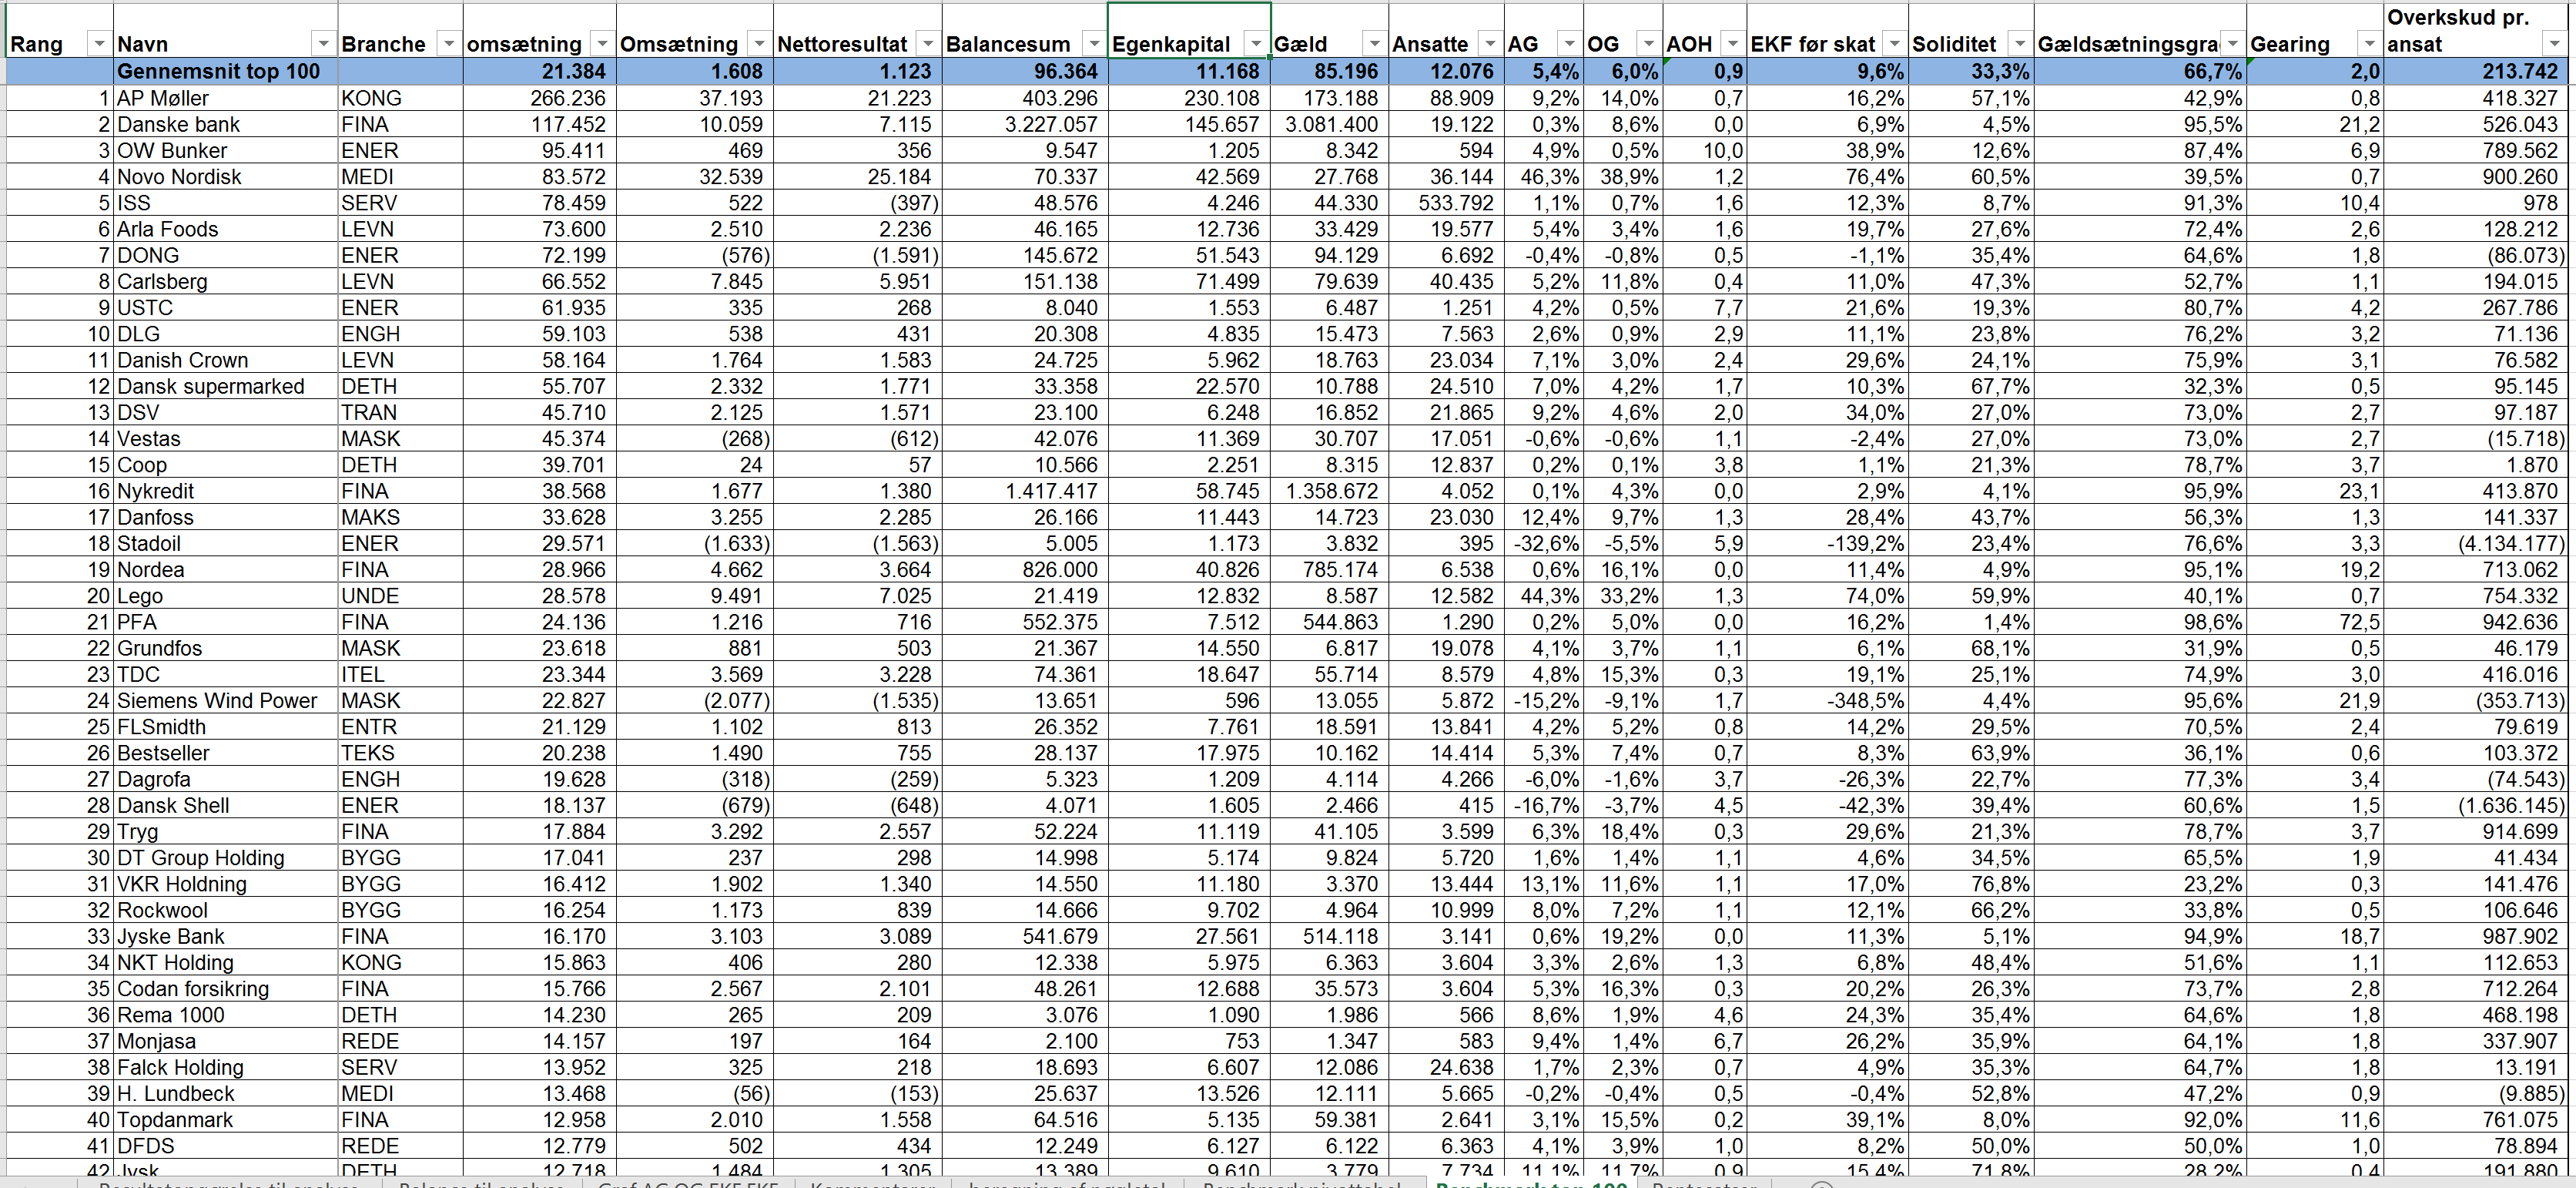 Overkskud pr.
Rang Navn Branche omsætning Omsætning Nettoresultat Balancesum Egenkapital Gæld Ansatte AG OG AOH EKF før skat Soliditet Gældsætningsgra Gearing ansat
Gennemsnit top 100 21.384 1.608 1.123 96.364 11.168 85.196 12.076 5,4% 6,0% 0,9 9,6% 33,3% 66,7% 2,0 213.742
1 AP Møller KONG 266.236 37.193 21.223 403.296 230.108 173.188 88.909 9,2% 14,0% 0,7 16,2% 57,1% 42,9% 0,8 418.327
2 Danske bank FINA 117.452 10.059 7.115 3.227.057 145.657 3.081.400 19.122 0,3% 8,6% 0,0 6,9% 4,5% 95,5% 21,2 526.043
3 OW Bunker ENER 95.411 469 356 9.547 1.205 8.342 594 4,9% 0,5% 10,0 38,9% 12,6% 87,4% 6,9 789.562
4 Novo Nordisk MEDI 83.572 32.539 25.184 70.337 42.569 27.768 36.144 46,3% 38,9% 1,2 76,4% 60,5% 39,5% 0,7 900.260
5 ISS SERV 78.459 522 (397) 48.576 4.246 44.330 533.792 1,1% 0,7% 1,6 12,3% 8,7% 91,3% 10,4 978
6 Arla Foods LEVN 73.600 2.510 2.236 46.165 12.736 33.429 19.577 5,4% 3,4% 1,6 19,7% 27,6% 72,4% 2,6 128.212
7 DONG ENER 72.199 (576) (1.591) 145.672 51.543 94.129 6.692 -0,4% -0,8% 0,5 -1,1% 35,4% 64,6% 1,8 (86.073)
8 Carlsberg LEVN 66.552 7.845 5.951 151.138 71.499 79.639 40.435 5,2% 11,8% 0,4 11,0% 47,3% 52,7% 1,1 194.015
9 USTC ENER 61.935 335 268 8.040 1.553 6.487 1.251 4,2% 0,5% 7,7 21,6% 19,3% 80,7% 4,2 267.786
10 DLG ENGH 59.103 538 431 20.308 4.835 15.473 7.563 2,6% 0,9% 2,9 11,1% 23,8% 76,2% 3,2 71.136
11 Danish Crown LEVN 58.164 1.764 1.583 24.725 5.962 18.763 23.034 7,1% 3,0% 2,4 29,6% 24,1% 75,9% 3,1 76.582
12 Dansk supermarked DETH 55.707 2.332 1.771 33.358 22.570 10.788 24.510 7,0% 4,2% 1,7 10,3% 67,7% 32,3% 0,5 95.145
13 DSV TRAN 45.710 2.125 1.571 23.100 6.248 16.852 21.865 9,2% 4,6% 2,0 34,0% 27,0% 73,0% 2,7 97.187
14 Vestas MASK 45.374 (268) (612) 42.076 11.369 30.707 17.051 -0,6% -0,6% 1,1 -2,4% 27,0% 73,0% 2,7 (15.718)
15 Coop DETH 39.701 24 57 10.566 2.251 8.315 12.837 0,2% 0,1% 3,8 1,1% 21,3% 78,7% 3,7 1.870
16 Nykredit FINA 38.568 1.677 1.380 1.417.417 58.745 1.358.672 4.052 0,1% 4,3% 0,0 2,9% 4,1% 95,9% 23,1 413.870
17 Danfoss MAKS 33.628 3.255 2.285 26.166 11.443 14.723 23.030 12,4% 9,7% 1,3 28,4% 43,7% 56,3% 1,3 141.337
18 Stadoil ENER 29.571 (1.633) (1.563) 5.005 1.173 3.832 395 -32,6% -5,5% 5,9 -139,2% 23,4% 76,6% 3,3 (4.134.177)
19 Nordea FINA 28.966 4.662 3.664 826.000 40.826 785.174 6.538 0,6% 16,1% 0,0 11,4% 4,9% 95,1% 19,2 713.062
20 Lego UNDE 28.578 9.491 7.025 21.419 12.832 8.587 12.582 44,3% 33,2% 1,3 74,0% 59,9% 40,1% 0,7 754.332
21 PFA FINA 24.136 1.216 716 552.375 7.512 544.863 1.290 0,2% 5,0% 0,0 16,2% 1,4% 98,6% 72,5 942.636
22 Grundfos MASK 23.618 881 503 21.367 14.550 6.817 19.078 4,1% 3,7% 1,1 6,1% 68,1% 31,9% 0,5 46.179
23 TDC ITEL 23.344 3.569 3.228 74.361 18.647 55.714 8.579 4,8% 15,3% 0,3 19,1% 25,1% 74,9% 3,0 416.016
24 Siemens Wind Power MASK 22.827 (2.077) (1.535) 13.651 596 13.055 5.872 -15,2% -9,1% 1,7 -348,5% 4,4% 95,6% 21,9 (353.713)
25 FLSmidth ENTR 21.129 1.102 813 26.352 7.761 18.591 13.841 4,2% 5,2% 0,8 14,2% 29,5% 70,5% 2,4 79.619
26 Bestseller TEKS 20.238 1.490 755 28.137 17.975 10.162 14.414 5,3% 7,4% 0,7 8,3% 63,9% 36,1% 0,6 103.372
27 Dagrofa ENGH 19.628 (318) (259) 5.323 1.209 4.114 4.266 -6,0% -1,6% 3,7 -26,3% 22,7% 77,3% 3,4 (74.543)
28 Dansk Shell ENER 18.137 (679) (648) 4.071 1.605 2.466 415 -16,7% -3,7% 4,5 -42,3% 39,4% 60,6% 1,5 (1.636.145)
29 Tryg FINA 17.884 3.292 2.557 52.224 11.119 41.105 3.599 6,3% 18,4% 0,3 29,6% 21,3% 78,7% 3,7 914.699
30 DT Group Holding BYGG 17.041 237 298 14.998 5.174 9.824 5.720 1,6% 1,4% 1,1 4,6% 34,5% 65,5% 1,9 41.434
31 VKR Holdning BYGG 16.412 1.902 1.340 14.550 11.180 3.370 13.444 13,1% 11,6% 1,1 17,0% 76,8% 23,2% 0,3 141.476
32 Rockwool BYGG 16.254 1.173 839 14.666 9.702 4.964 10.999 8,0% 7,2% 1,1 12,1% 66,2% 33,8% 0,5 106.646
33 Jyske Bank FINA 16.170 3.103 3.089 541.679 27.561 514.118 3.141 0,6% 19,2% 0,0 11,3% 5,1% 94,9% 18,7 987.902
34 NKT Holding KONG 15.863 406 280 12.338 5.975 6.363 3.604 3,3% 2,6% 1,3 6,8% 48,4% 51,6% 1,1 112.653
35 Codan forsikring FINA 15.766 2.567 2.101 48.261 12.688 35.573 3.604 5,3% 16,3% 0,3 20,2% 26,3% 73,7% 2,8 712.264
36 Rema 1000 DETH 14.230 265 209 3.076 1.090 1.986 566 8,6% 1,9% 4,6 24,3% 35,4% 64,6% 1,8 468.198
37 Monjasa REDE 14.157 197 164 2.100 753 1.347 583 9,4% 1,4% 6,7 26,2% 35,9% 64,1% 1,8 337.907
38 Falck Holding SERV 13.952 325 218 18.693 6.607 12.086 24.638 1,7% 2,3% 0,7 4,9% 35,3% 64,7% 1,8 13.191
39 H. Lundbeck MEDI 13.468 (56) (153) 25.637 13.526 12.111 5.665 -0,2% -0,4% 0,5 -0,4% 52,8% 47,2% 0,9 (9.885)
40 Topdanmark FINA 12.958 2.010 1.558 64.516 5.135 59.381 2.641 3,1% 15,5% 0,2 39,1% 8,0% 92,0% 11,6 761.075
41 DFDS REDE 12.779 502 434 12.249 6.127 6.122 6.363 4,1% 3,9% 1,0 8,2% 50,0% 50,0% 1,0 78.894
42 Jysk DETH 12.718 1.484 1.305 13.389 9.610 3.779 7.734 11,1% 11,7% 0,9 15,4% 71,8% 28,2% 0,4 191.880